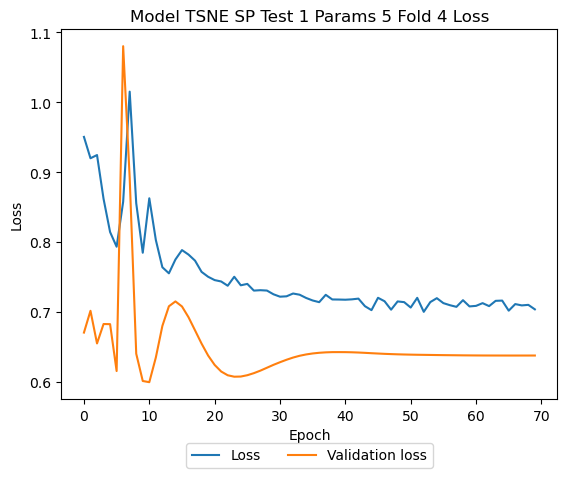 Model TSNE SP Test 1 Params 5 Fold 4 Loss
1.1
1.0
0.9
0.8
0.7
0.6
Loss
0 10 20 30 40 50 60 70
Epoch
Loss Validation loss